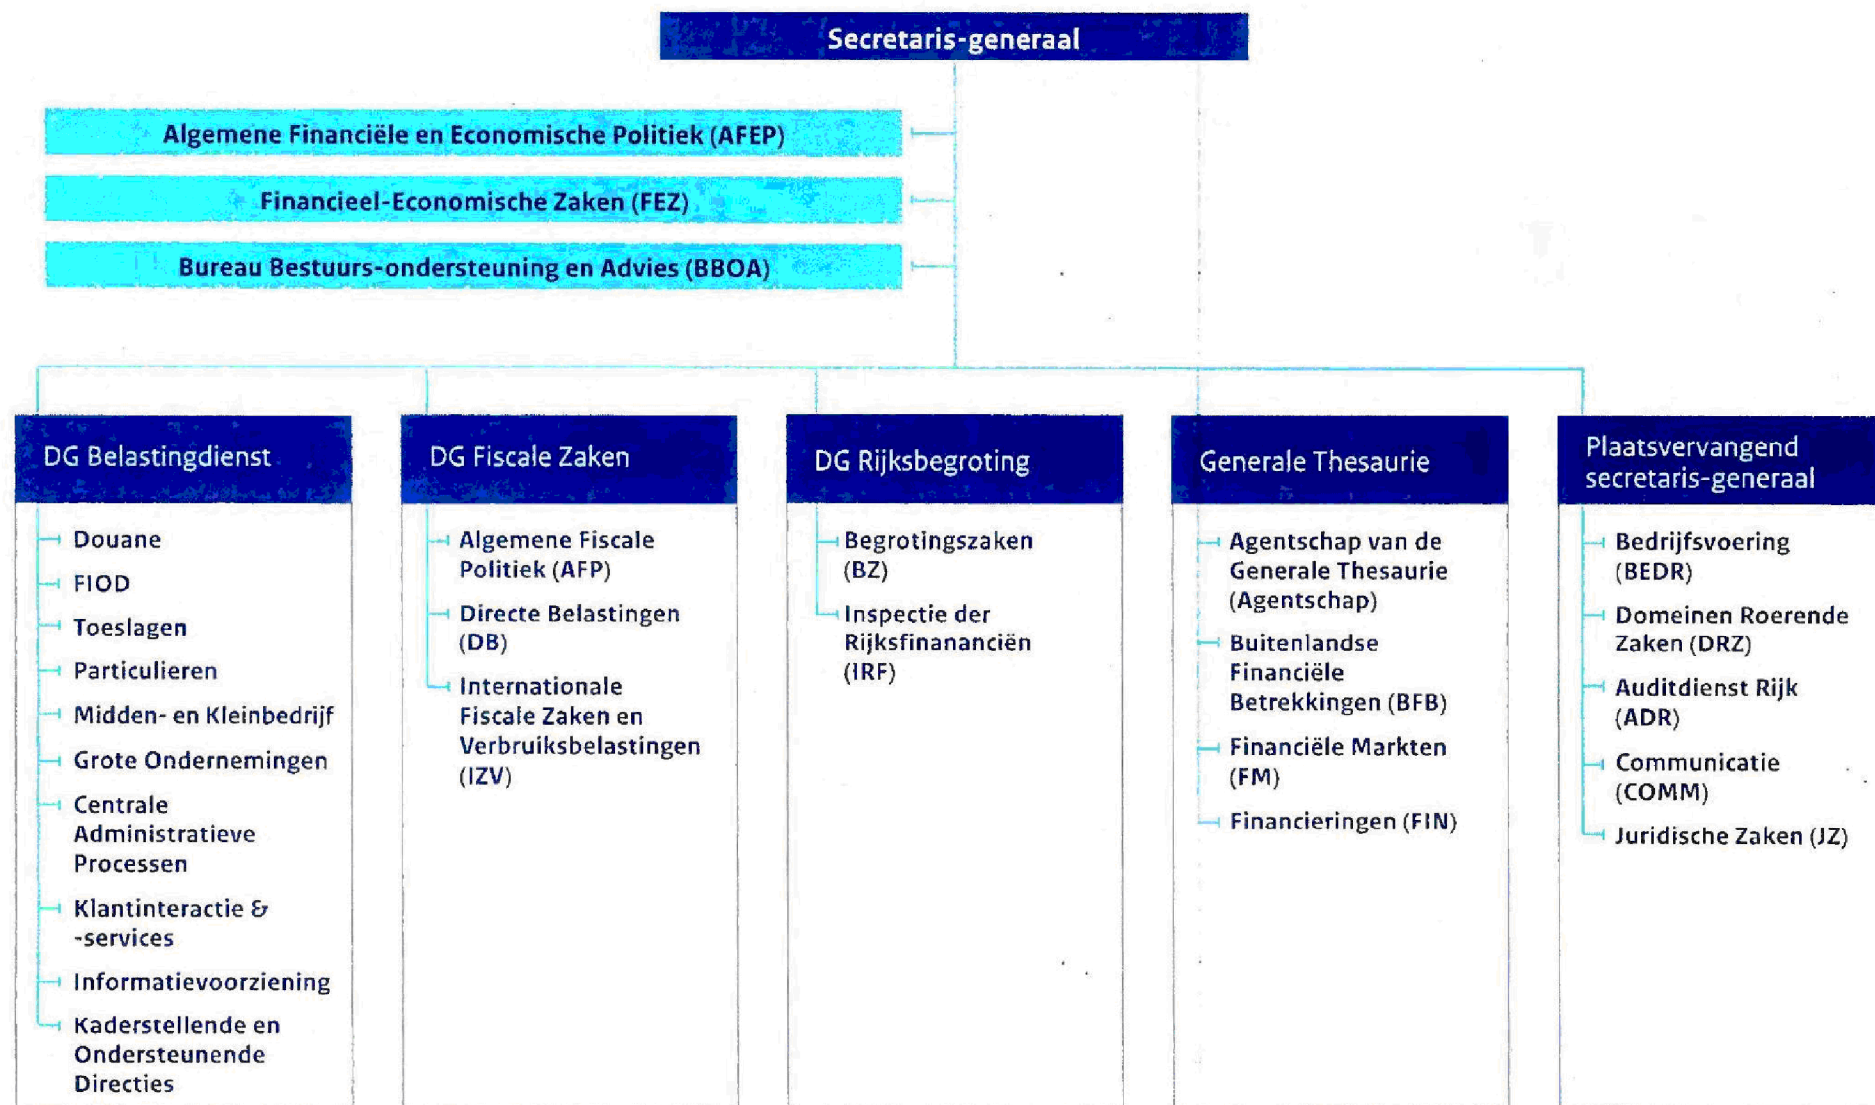 Secretaris-generaal
Algemene Financiële en Economische Politiek (AFEP)
Financieel-Economische Zaken (FEZ)
Bureau Bestuurs-ondersteuning en Advies (BBOA)
DG Belastingdienst
Douane
FIOD
Toeslagen
Particulieren
Midden- en Kleinbedrijf
Grote Ondernemingen
Centrale
Administratieve
Processen
Klantinteractie &
-services
Informatievoorziening
Kaderstellende en
Ondersteunende
Directies
DG Fiscale Zaken
Algemene Fiscale
Politiek (AFP)
Directe Belastingen
(DB)
Internationale
Fiscale Zaken en
Verbruiksbelastingen
(IZV)
DG Rijksbegroting
Begrotingszaken
(BZ)
Inspectie der
Rijksfinananciën
(IRF)
Generale Thesaurie
Agentschap van de
Generale Thesaurie
(Agentschap)
Buitenlandse
Financiële
Betrekkingen (BFB)
Financiële Markten
(FM)
Financieringen (FIN)
Plaatsvervangend
secretaris-generaal
Bedrijfsvoering
(BEDR)
Domeinen Roerende
Zaken (DRZ)
Auditdienst Rijk
(ADR)
Communicatie
(COMM)
Juridische Zaken (JZ)